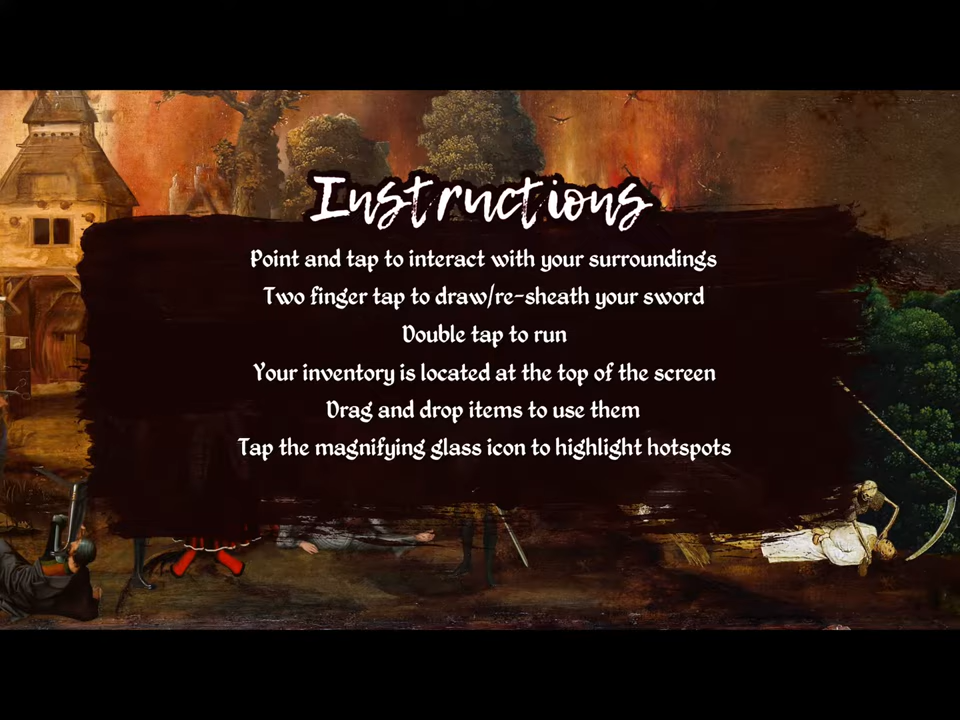 Instructions
Point and tap to interact with your surroundings
Two finger tap to draw/re-sheath your sword
Double tap to run
Your inventory is located at the top of the screen
Drag and drop items to use them
Tap the magnifying glass icon to highlight hotspots